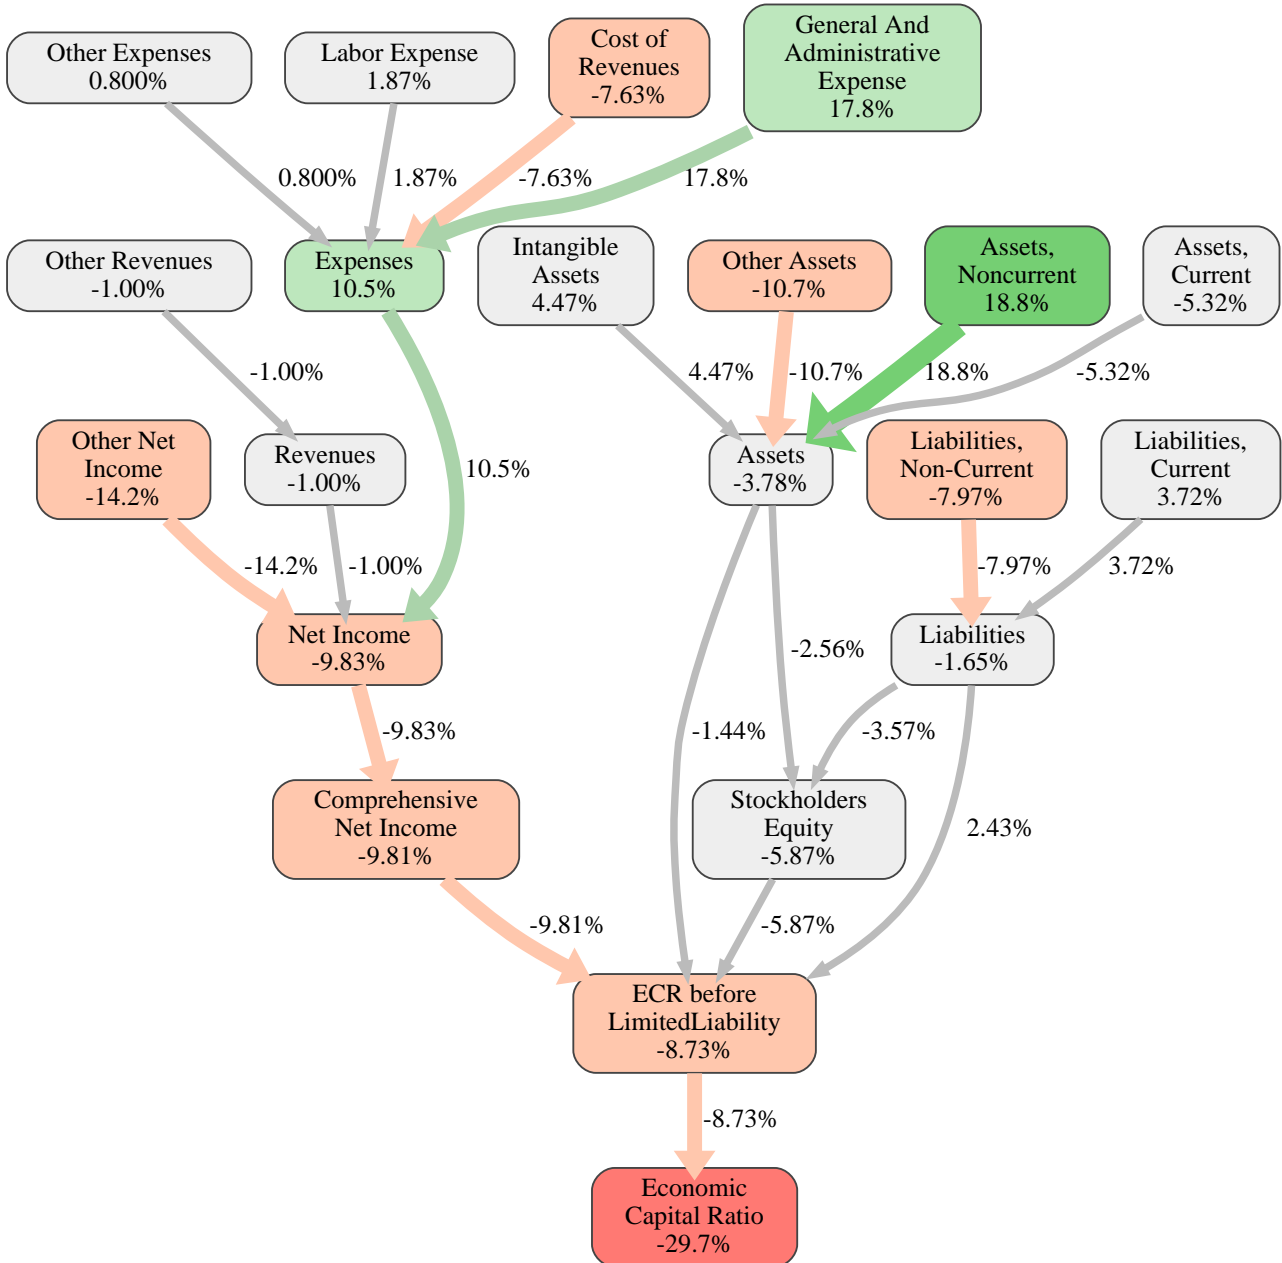 Other Expenses
0.800%
Labor Expense
1.87%
Cost of
Revenues
-7.63%
General And
Administrative
Expense
17.8%
0.800%
1.87%
-7.63%
17.8%
Other Revenues
-1.00%
Expenses
10.5%
Intangible
Assets
4.47%
Other Assets
-10.7%
Assets,
Noncurrent
18.8%
Assets,
Current
-5.32%
-1.00%
4.47%
-10.7%
18.8%
-5.32%
Other Net
Income
-14.2%
Revenues
-1.00%
10.5%
Assets
-3.78%
Liabilities,
Non-Current
-7.97%
Liabilities,
Current
3.72%
-14.2%
-1.00%
-7.97%
3.72%
Net Income
-9.83%
-2.56%
Liabilities
-1.65%
-9.83%
-1.44%
-3.57%
Comprehensive
Net Income
-9.81%
Stockholders
Equity
-5.87%
2.43%
-9.81%
-5.87%
ECR before
LimitedLiability
-8.73%
-8.73%
Economic
Capital Ratio
-29.7%